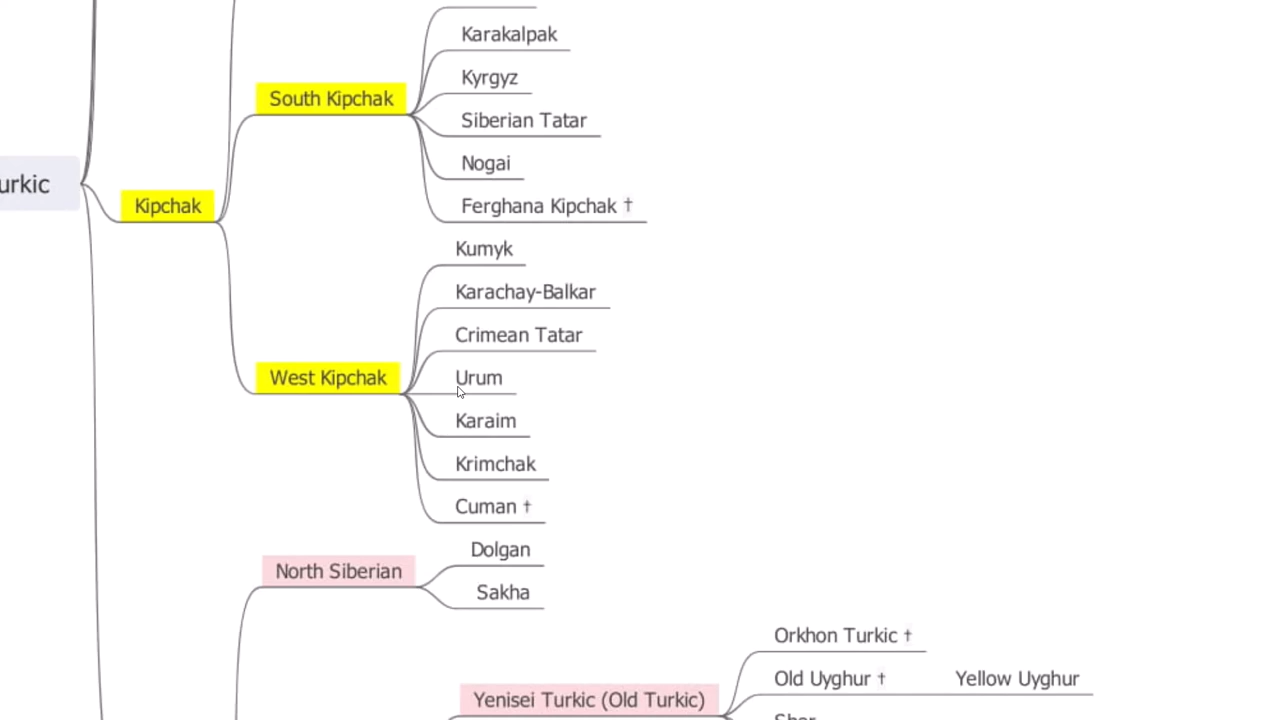 Karakalpak
Kyrgyz
South Kipchak
Siberian Tatar
Nogai
urkic
Kipchak
Ferghana Kipchak †
Kumyk
Karachay-Balkar
Crimean Tatar
West Kipchak
Urum
Karaim
Krimchak
Cuman †
Dolgan
North Siberian
Sakha
Orkhon Turkic †
Old Uyghur †
Yellow Uyghur
Yenisei Turkic (Old Turkic)